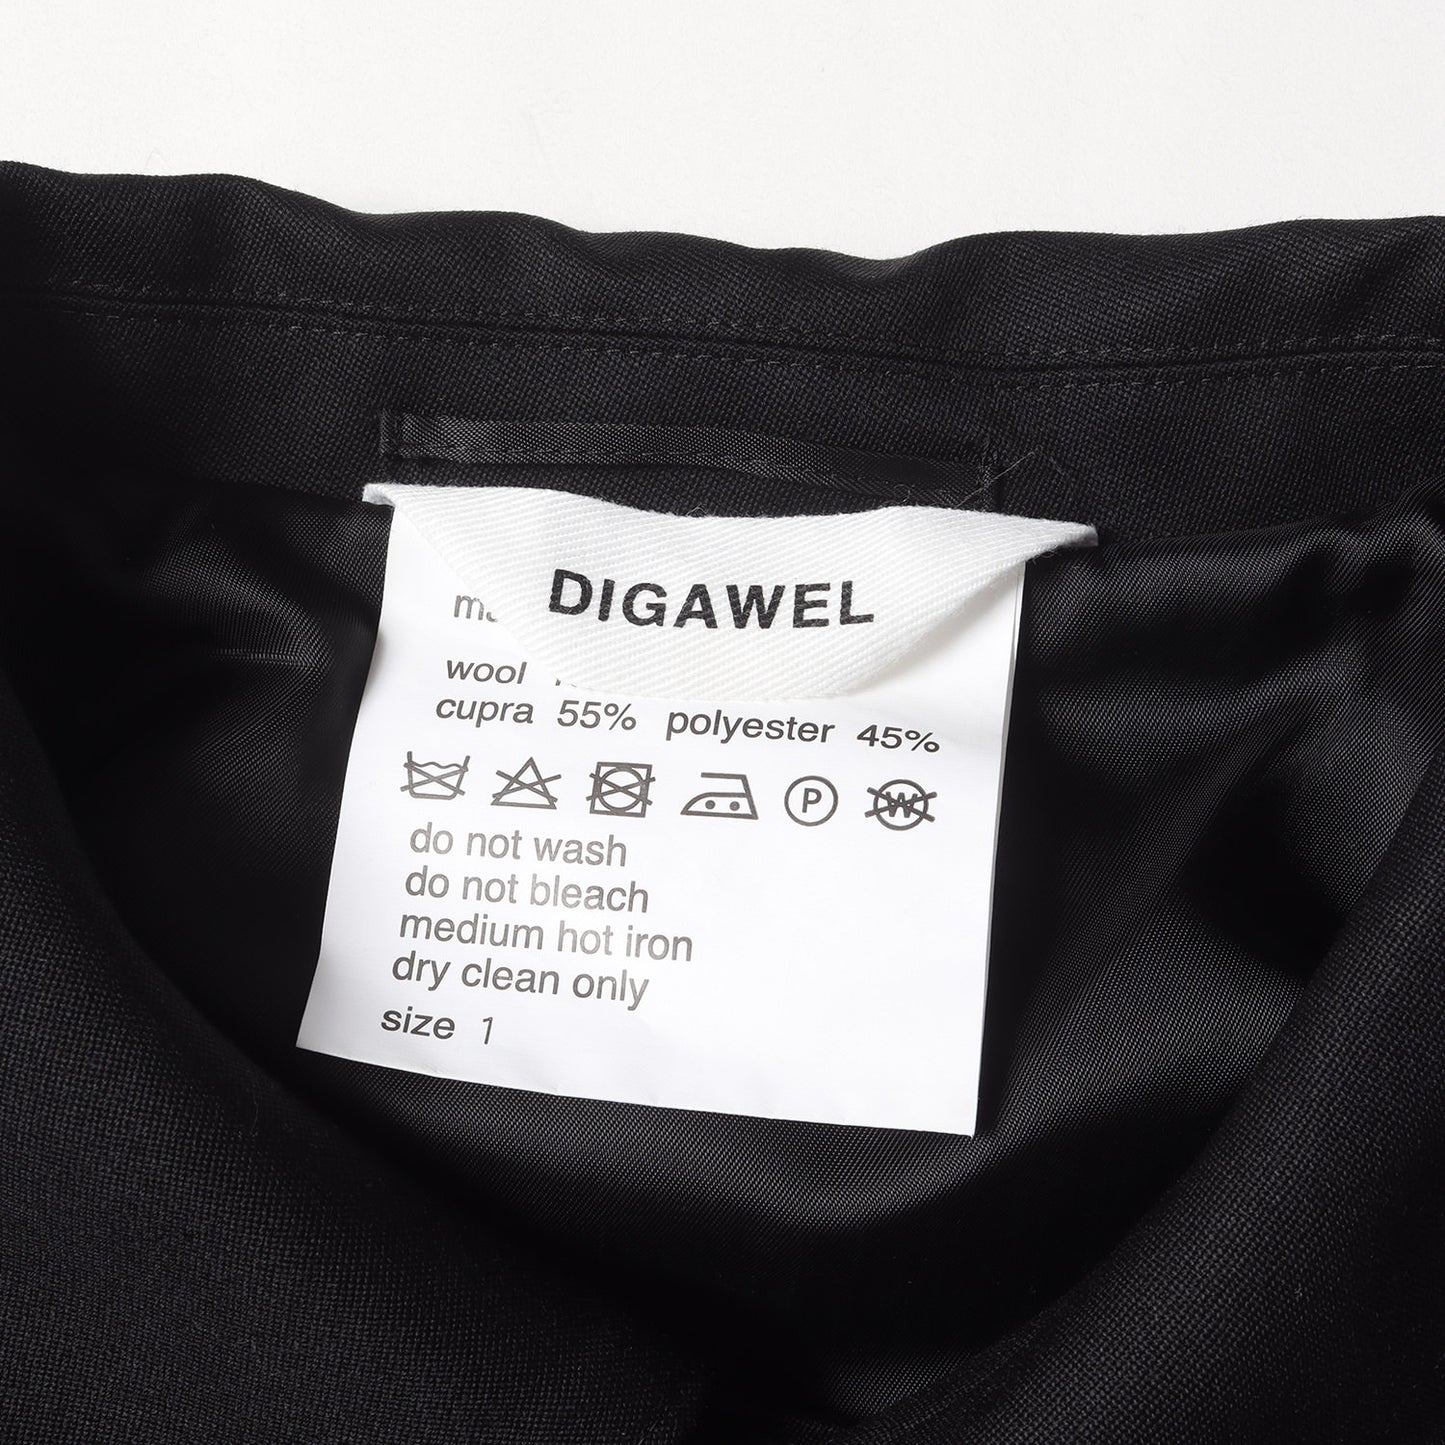 DIGAWEL
wool
cupra 55% polyester 45%
P W
do not wash
do not bleach
medium hot iron
dry clean only
size 1